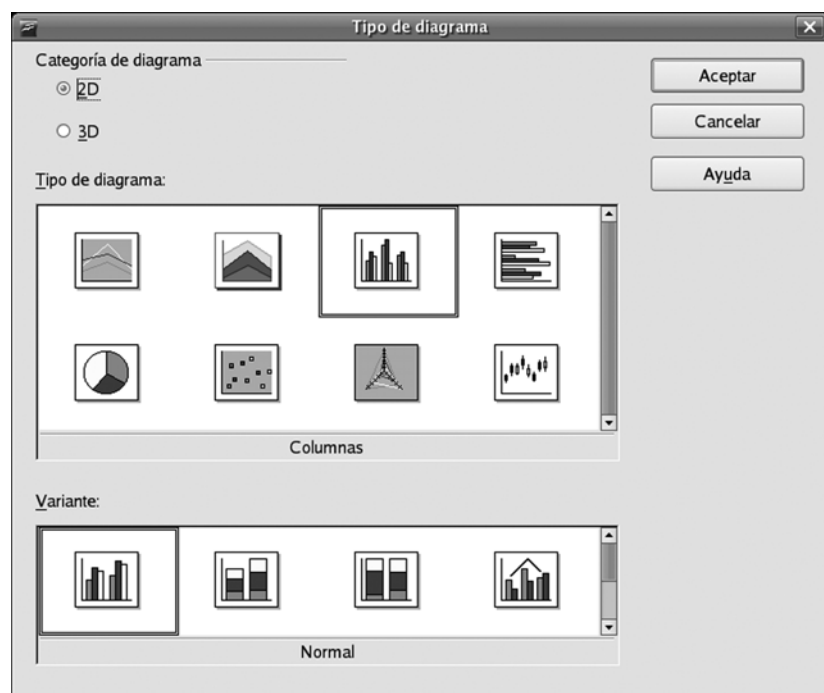 Tipo de diagrama
Categoría de diagrama
2D
3D
Aceptar
Cancelar
Ayuda
Tipo de diagrama:
Columnas
Variante:
Normal